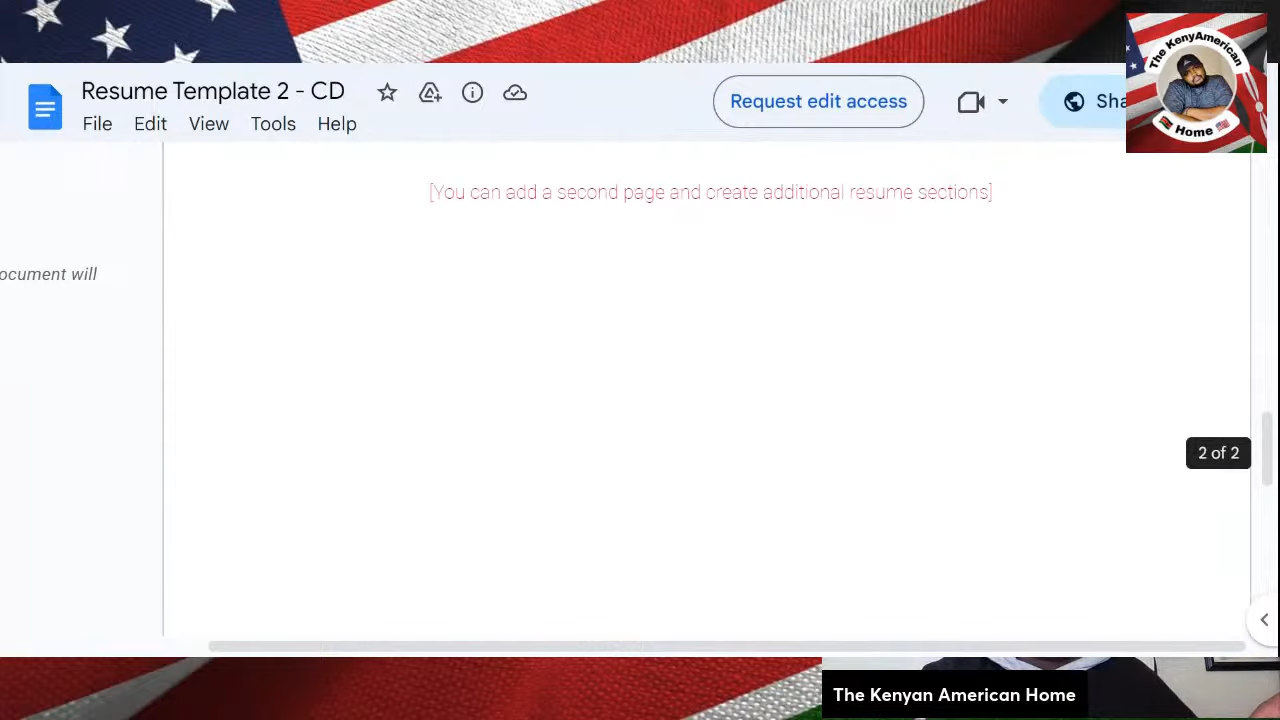 Resume Template 2 - CD
Request edit access
Sha
File Edit View Tools Help
The KenyAmerican
Home
[You can add a second page and create additional resume sections]
ocument will
2 of 2
The Kenyan American Home